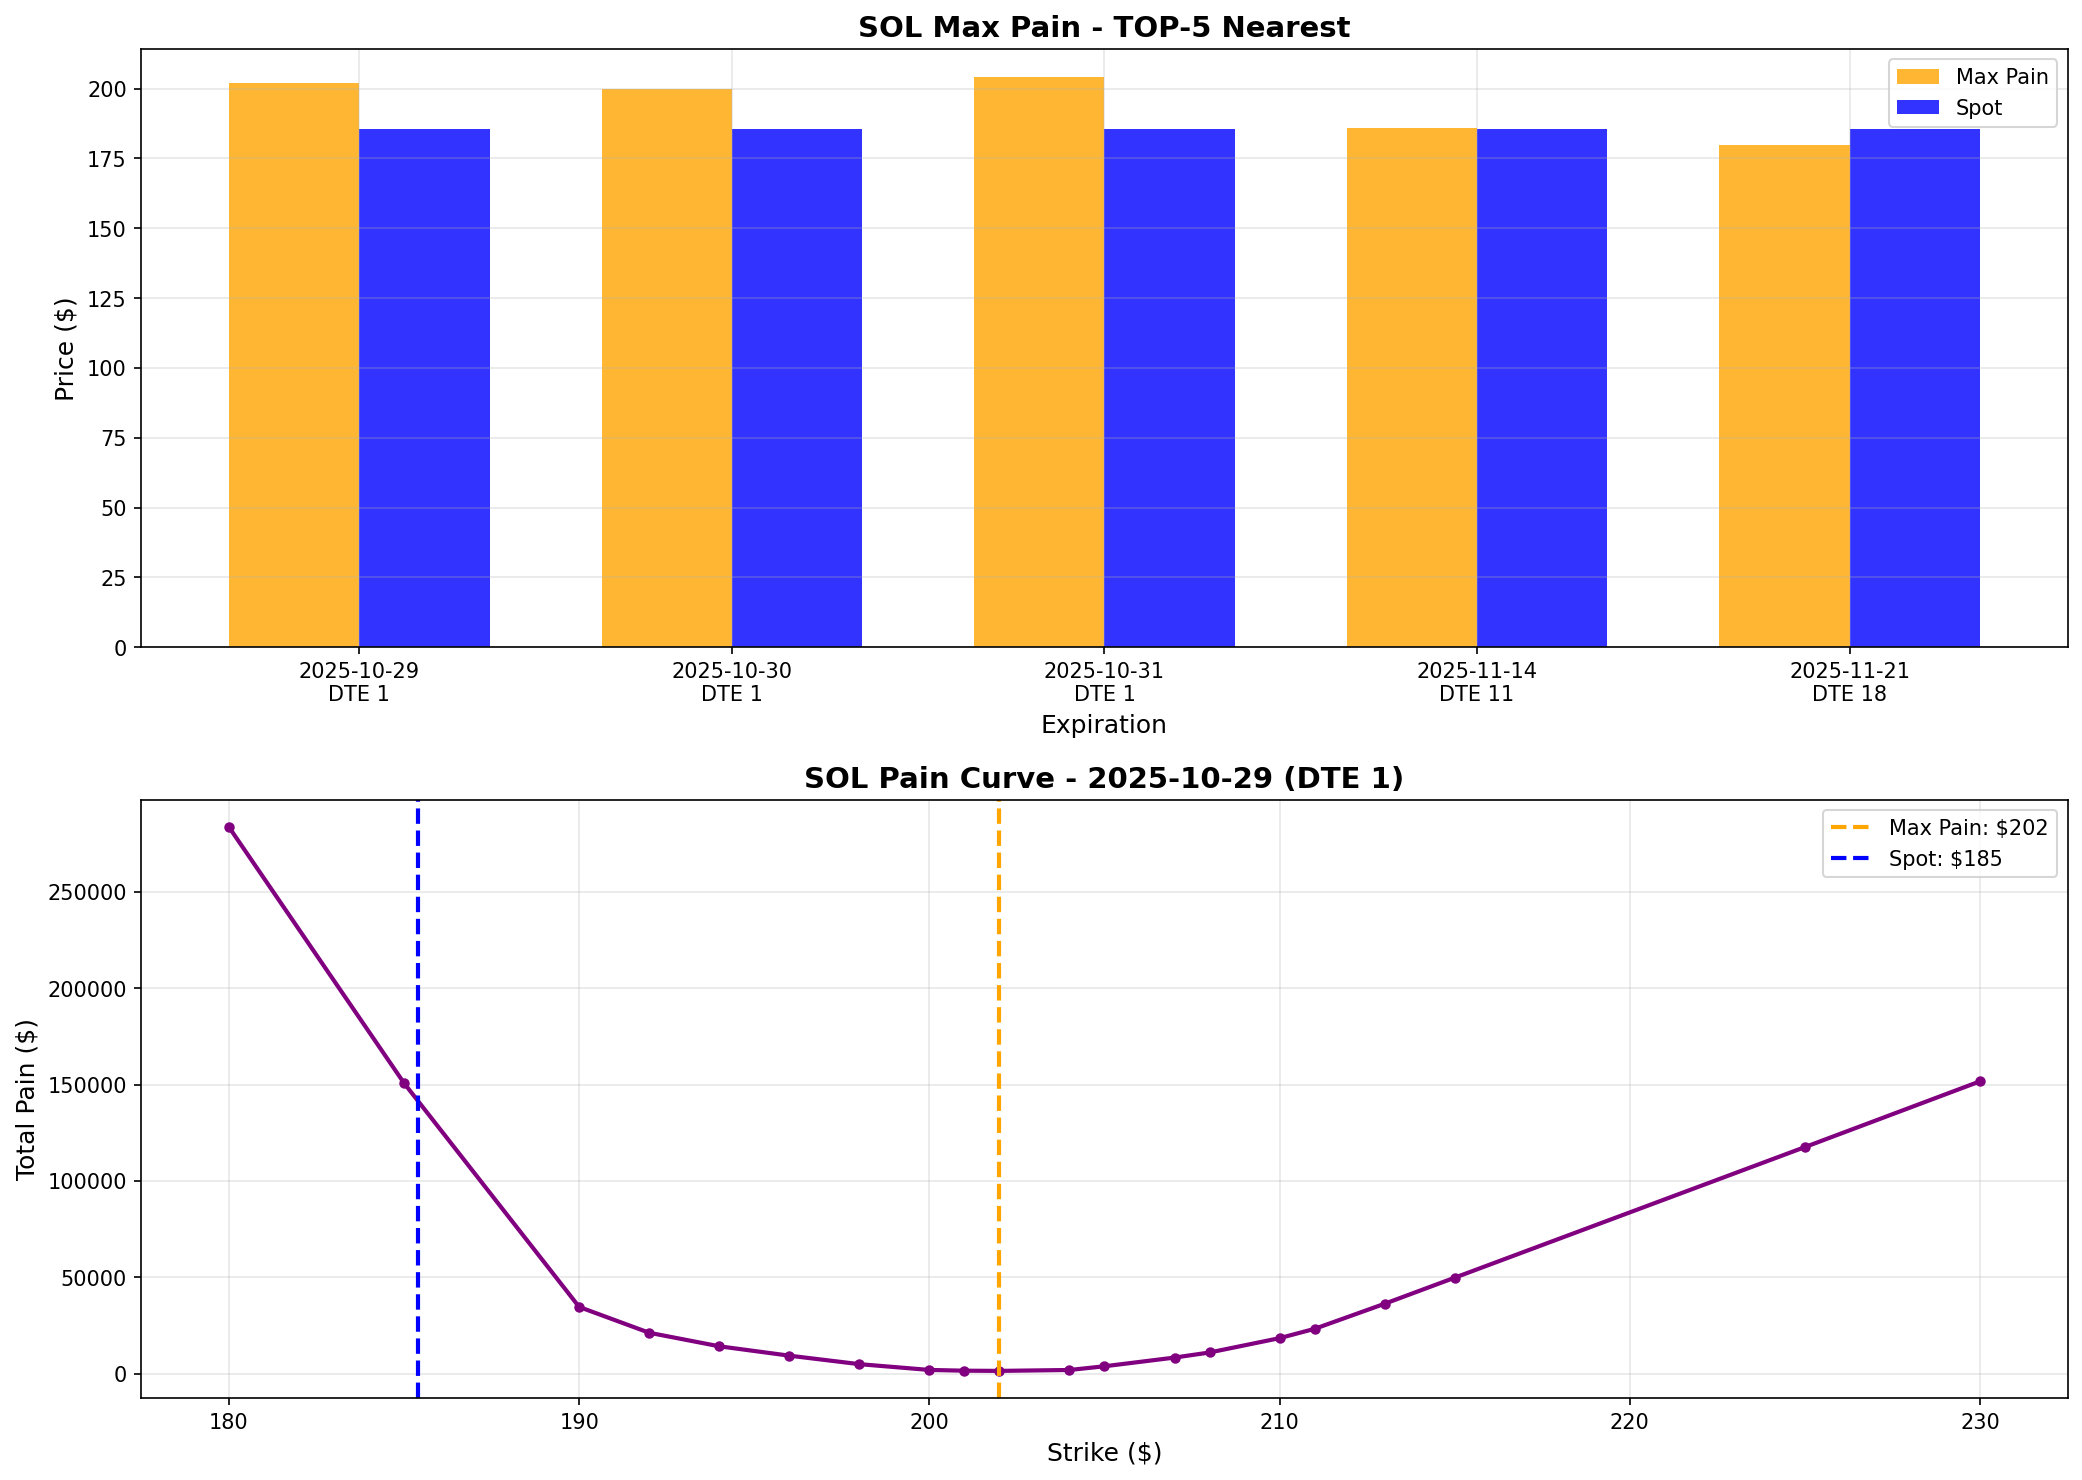 SOL Max Pain - TOP-5 Nearest
Max Pain
Spot
Price ($)
200
175
150
125
100
75
50
25
0
2025-10-29
DTE 1
2025-10-30
DTE 1
2025-10-31
DTE 1
2025-11-14
DTE 11
2025-11-21
DTE 18
Expiration
SOL Pain Curve - 2025-10-29 (DTE 1)
Max Pain: $202
Spot: $185
Total Pain ($)
250000
200000
150000
100000
50000
0
180
190
200
210
220
230
Strike ($)